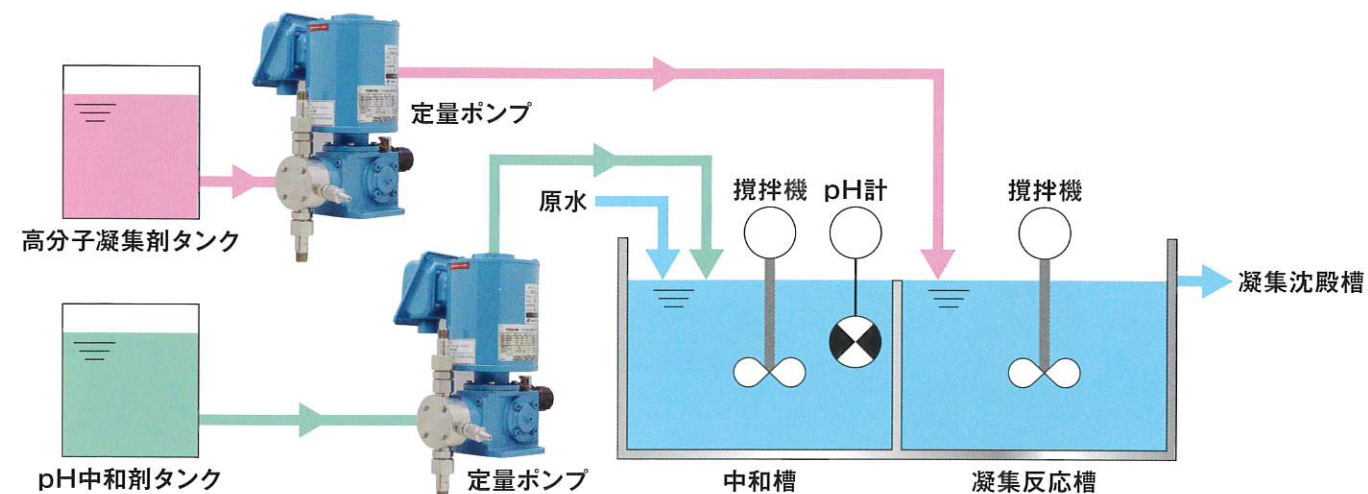 定量ポンプ
高分子凝集剤タンク
原水
撹拌機
pH計
撹拌機
凝集沈殿槽
pH中和剤タンク
定量ポンプ
中和槽
凝集反応槽